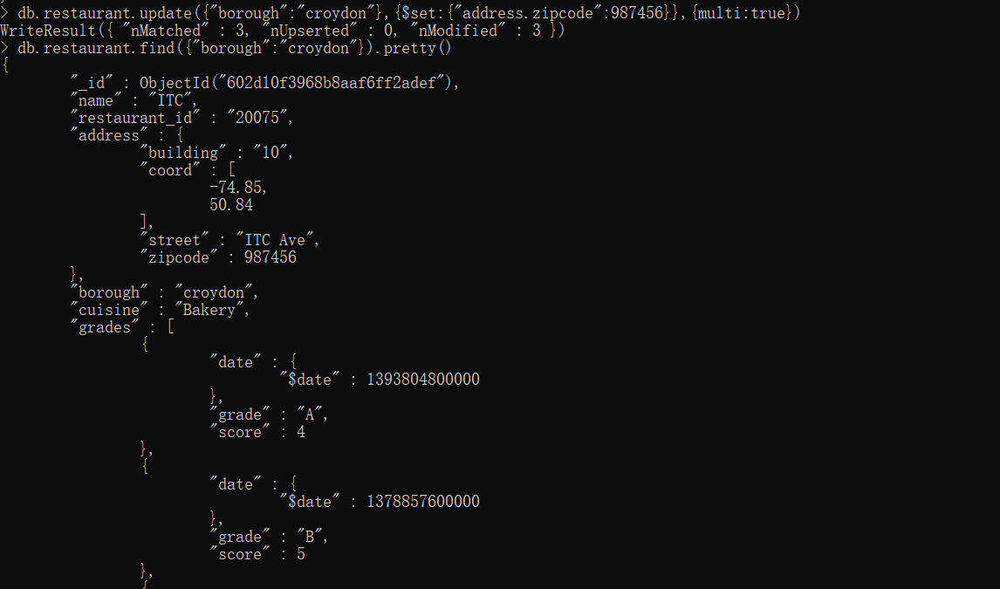 > db.restaurant.update({"borough":"croydon"},{$set:{"address.zipcode":987456}},{multi:true})
WriteResult({ "nMatched" : 3, "nUpserted" : 0, "nModified" : 3 })
> db.restaurant.find({"borough":"croydon"}).pretty()
{
        "_id" : ObjectId("602d10f3968b8aaf6ff2adef"),
        "name" : "ITC",
        "restaurant_id" : "20075",
        "address" : {
                "building" : "10",
                "coord" : [
                        -74.85,
                        50.84
                ],
                "street" : "ITC Ave",
                "zipcode" : 987456
        },
        "borough" : "croydon",
        "cuisine" : "Bakery",
        "grades" : [
                {
                        "date" : {
                                "$date" : 1393804800000
                        },
                        "grade" : "A",
                        "score" : 4
                },
                {
                        "date" : {
                                "$date" : 1378857600000
                        },
                        "grade" : "B",
                        "score" : 5
                },
                {